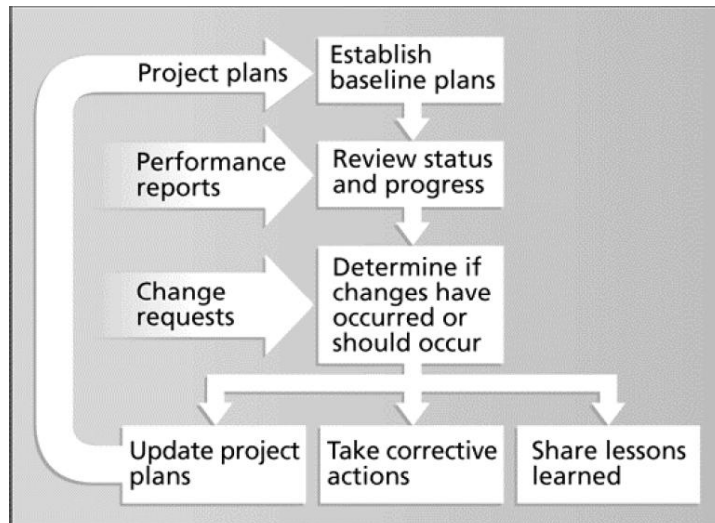 Project plans
Establish
baseline plans
Performance
reports
Review status
and progress
Change
requests
Determine if
changes have
occurred or
should occur
Update project
plans
Take corrective
actions
Share lessons
learned